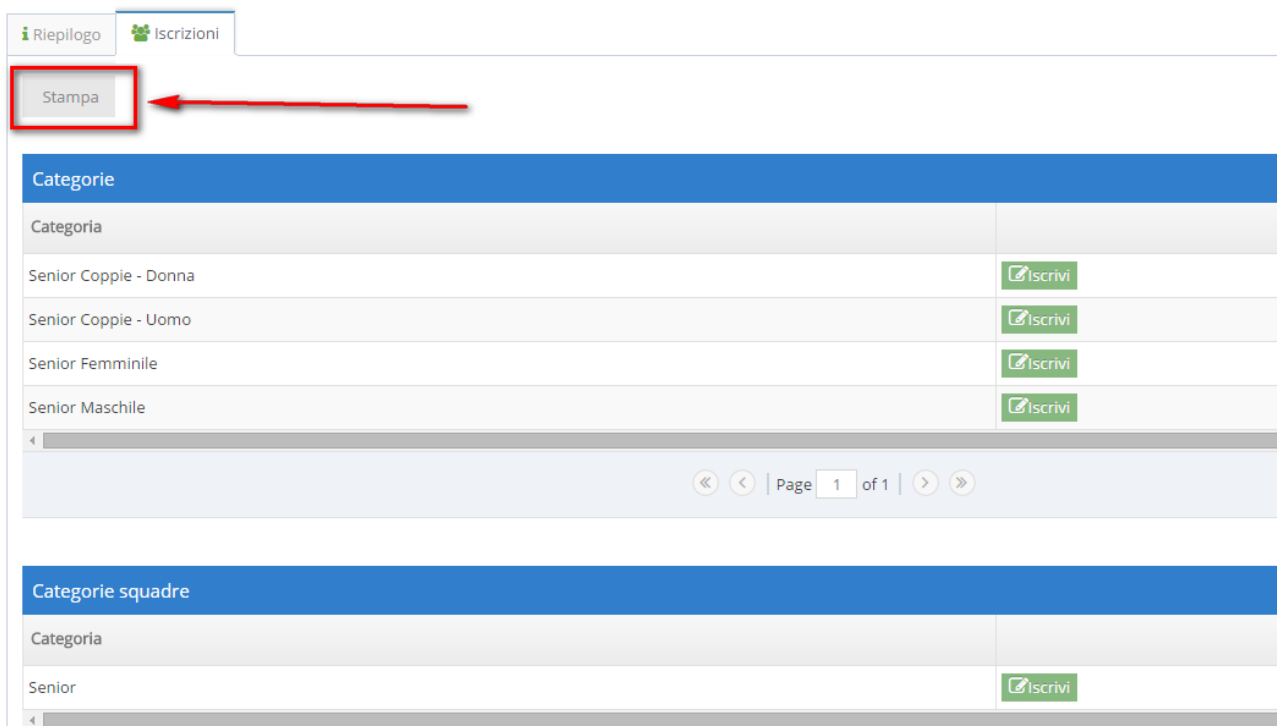 Riepilogo Iscrizioni
Stampa
Categorie
Categoria
Senior Coppie - Donna Iscrivi
Senior Coppie - Uomo Iscrivi
Senior Femminile Iscrivi
Senior Maschile Iscrivi
Page 1 of 1
Categorie squadre
Categoria
Senior Iscrivi